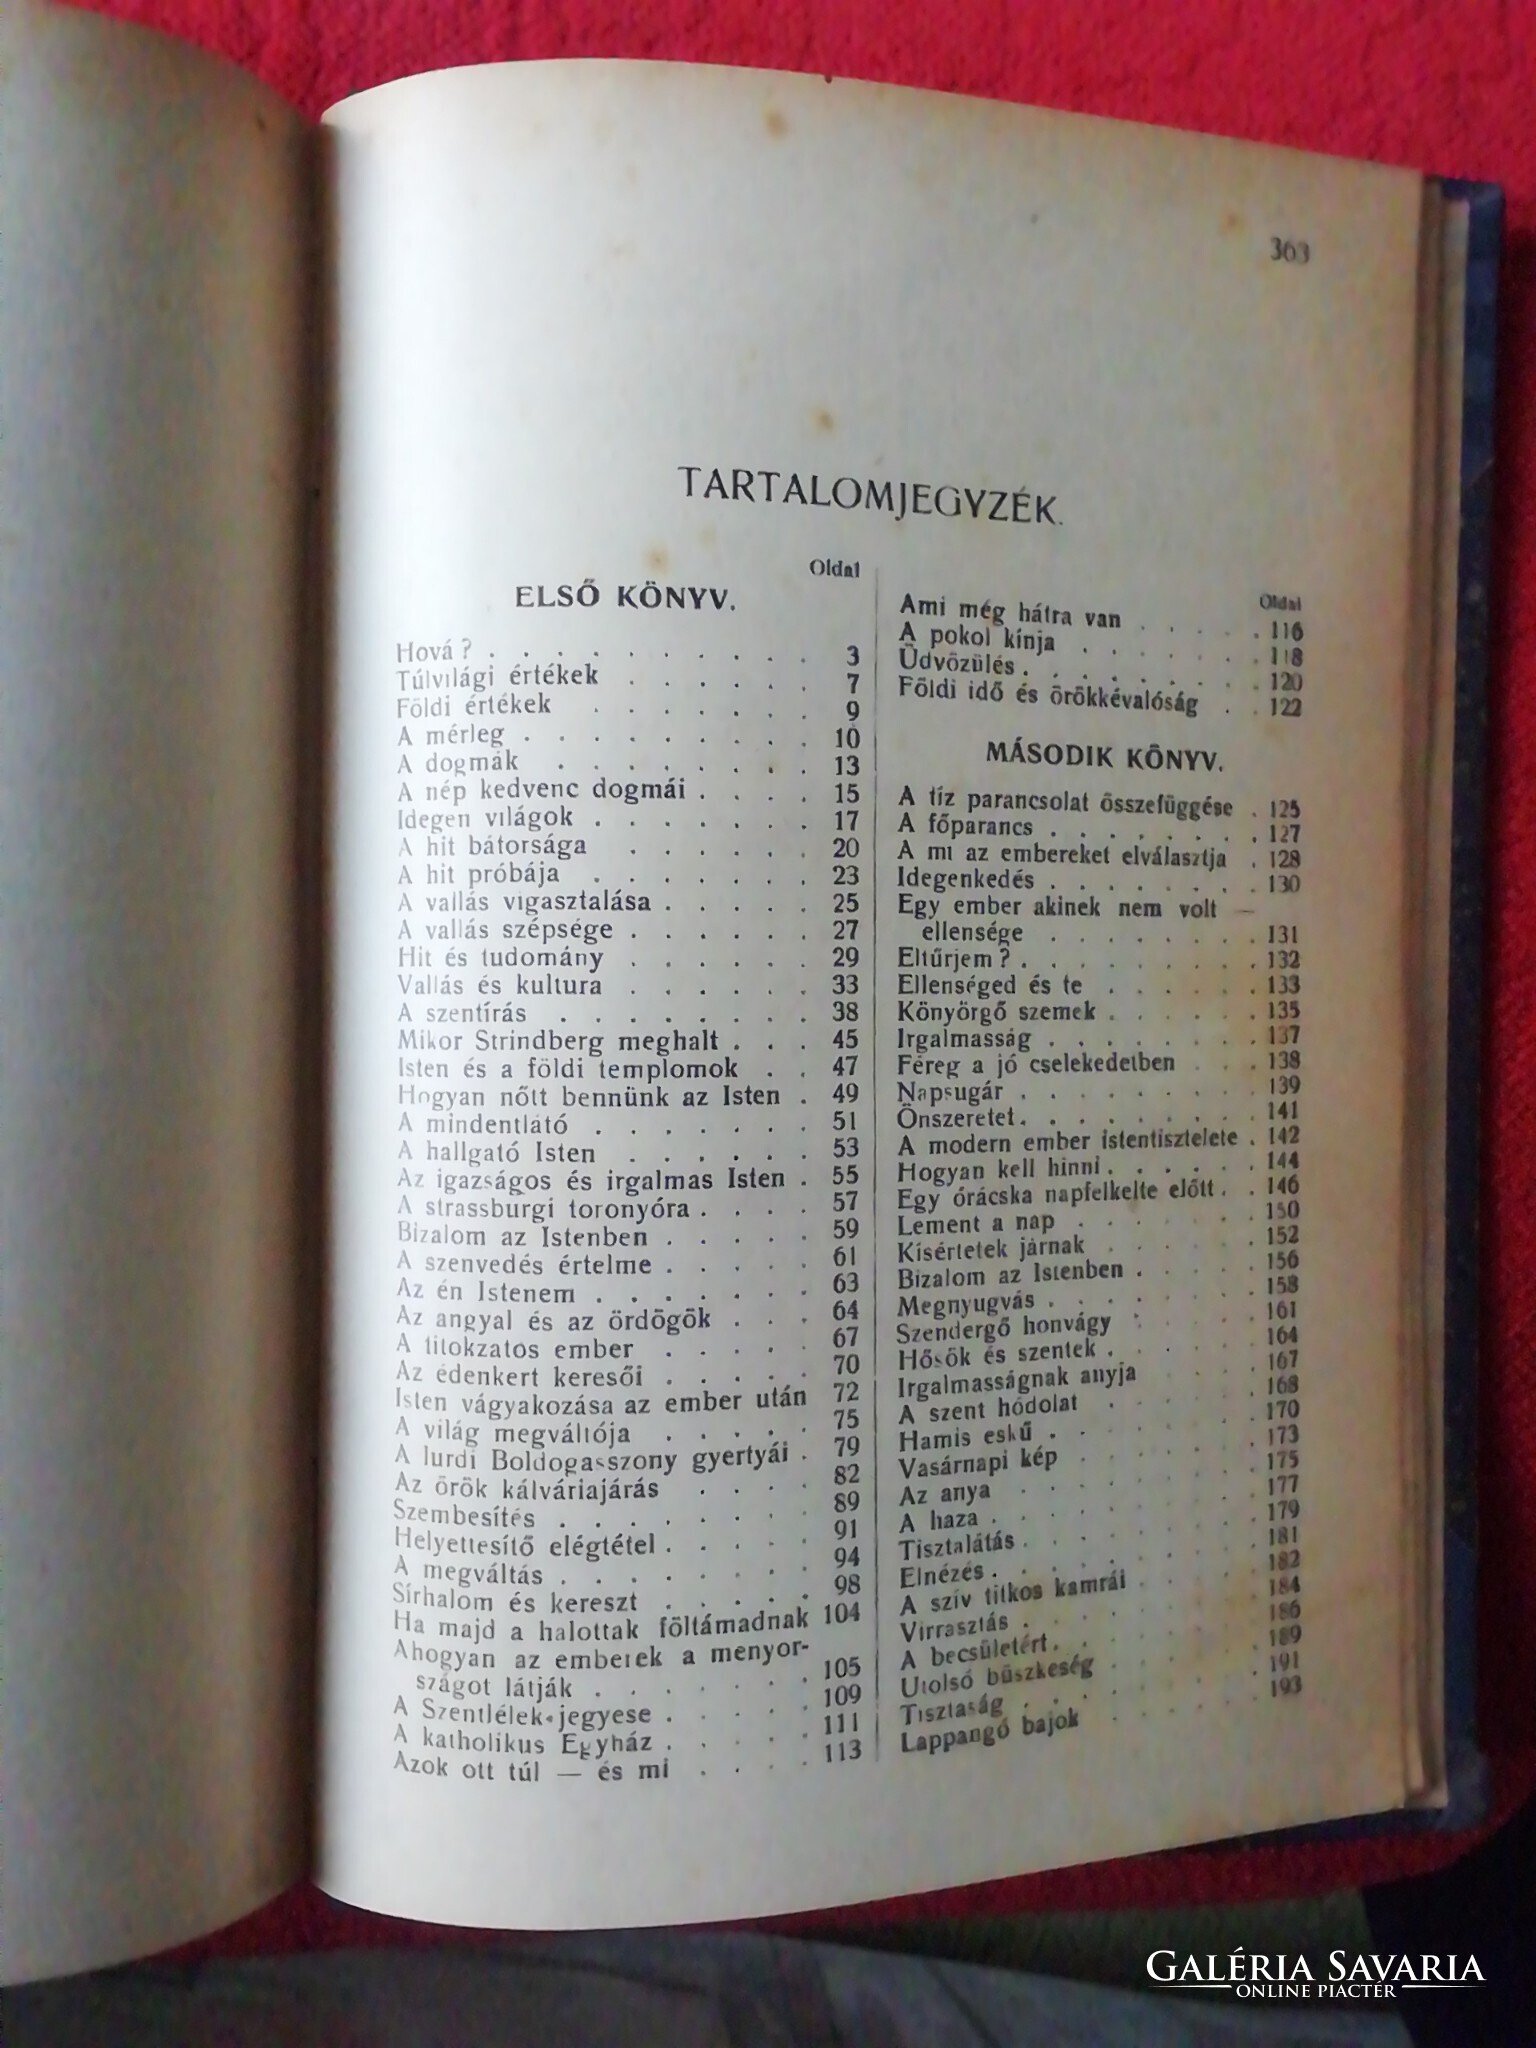 363
TARTALOMJEGYZÉK.
Oldal
ELSŐ KÖNYV.
Hová ? . . . . . . . . . . 3
Túlvilági értékek . . . . . . 7
Földi értékek . . . . . . . 9
A mérleg . . . . . . . . . 10
A dogmák . . . . . . . . 13
A nép kedvenc dogmái . . . . 15
Idegen világok . . . . . . . 17
A hit bátorsága . . . . . . 20
A hit próbája . . . . . . . 23
A vallás vigasztalása . . . . . 25
A vallás szépsége . . . . . . 27
Hit és tudomány . . . . . . 29
Vallás és kultura . . . . . . 33
A szentírás . . . . . . . . 38
Mikor Strindberg meghalt . . . 45
Isten és a földi templomok . . 47
Hogyan nőtt bennünk az Isten . 49
A mindentlátó . . . . . . . 51
A hallgató Isten . . . . . . 53
Az igazságos és irgalmas Isten . 55
A strassburgi toronyóra . . . . 57
Bizalom az Istenben . . . . . 59
A szenvedés értelme . . . . . 61
Az én Istenem . . . . . . . 63
Az angyal és az ördögök . . . 64
A titokzatos ember . . . . . 67
Az édenkert keresői . . . . . 70
Isten vágyakozása az ember után 72
A világ megváltója . . . . . 75
A lurdi Boldogasszony gyertyái . 79
Az örök kálváriajárás . . . . 82
Szembesítés . . . . . . . . 89
Helyettesítő elégtétel . . . . . 91
A megváltás . . . . . . . . 94
Sírhalom és kereszt . . . . . 98
Ha majd a halottak föltámadnak 104
Ahogyan az emberek a menyor-
szágot látják . . . . . . . 105
A Szentlélek-jegyese . . . . . 109
A katholikus Egyház . . . . . 111
Azok ott túl — és mi . . . . 113
Oldal
Ami még hátra van . . . . . 116
A pokol kínja . . . . . . . 118
Üdvözülés . . . . . . . . . 120
Földi idő és örökkévalóság . . 122
MÁSODIK KÖNYV.
A tíz parancsolat összefüggése . 125
A főparancs . . . . . . . . 127
A mi az embereket elválasztja . 128
Idegenkedés . . . . . . . . 130
Egy ember akinek nem volt —
ellensége . . . . . . . . 131
Eltűrjem ? . . . . . . . . . 132
Ellenséged és te . . . . . . 133
Könyörgő szemek . . . . . . 135
Irgalmasság . . . . . . . . 137
Féreg a jó cselekedetben . . . 138
Napsugár . . . . . . . . . 139
Önszeretet . . . . . . . . . 141
A modern ember istentisztelete . 142
Hogyan kell hinni . . . . . . 144
Egy órácska napfelkelte előtt . . 146
Lement a nap . . . . . . . 150
Kísértetek járnak . . . . . . 152
Bizalom az Istenben . . . . . 156
Megnyugvás . . . . . . . . 158
Szendergő honvágy . . . . . 161
Hősök és szentek . . . . . . 164
Irgalmasságnak anyja . . . . 167
A szent hódolat . . . . . . 168
Hamis eskű . . . . . . . . 170
Vasárnapi kép . . . . . . . 173
Az anya . . . . . . . . . 175
A haza . . . . . . . . . . 177
Tisztalátás . . . . . . . . . 179
Elnézés . . . . . . . . . . 181
A szív titkos kamrái . . . . . 182
Virrasztás . . . . . . . . . 184
A becsületért . . . . . . . . 186
Utolsó büszkeség . . . . . . 189
Tisztaság . . . . . . . . . 191
Lappangó bajok . . . . . . 193
GALÉRIA SAVARIA
ONLINE PIACTÉR